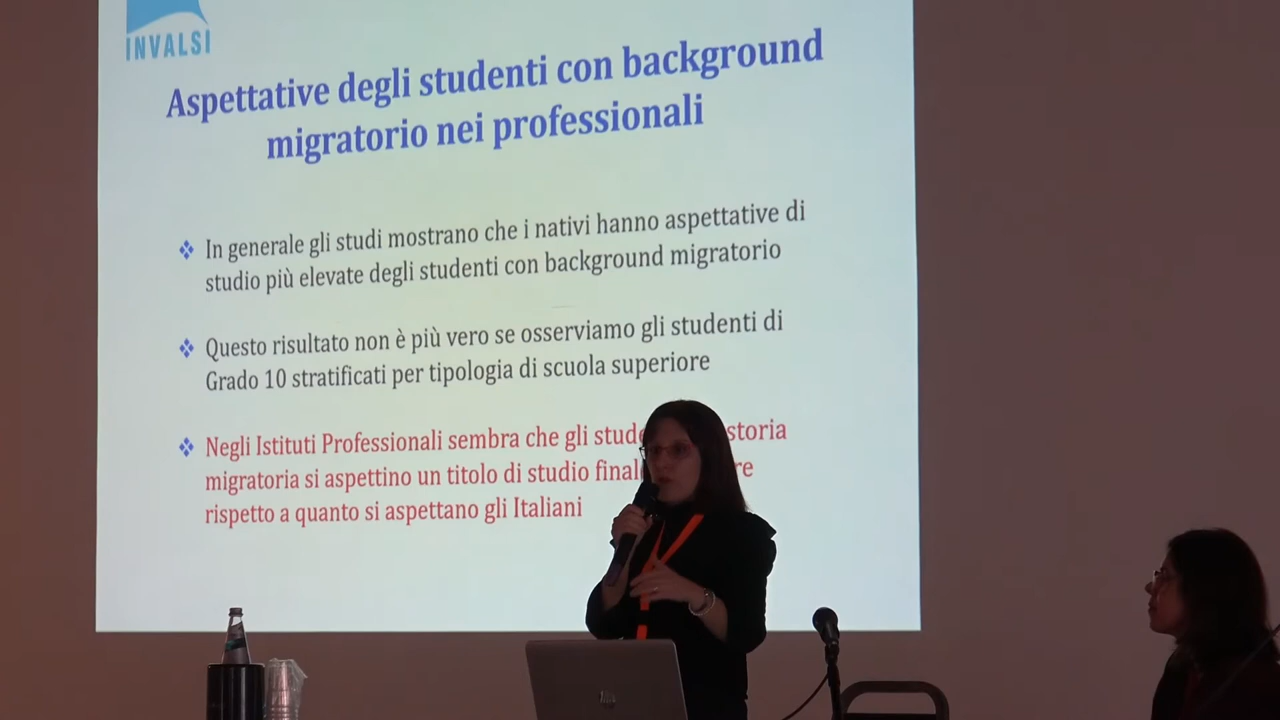 INVALSI
Aspettative degli studenti con background
migratorio nei professionali
In generale gli studi mostrano che i nativi hanno aspettative di
studio più elevate degli studenti con background migratorio
Questo risultato non è più vero se osserviamo gli studenti di
Grado 10 stratificati per tipologia di scuola superiore
Negli Istituti Professionali sembra che gli storia
migratoria si aspettino un titolo di studio
rispetto a quanto si aspettano gli Italiani
hp